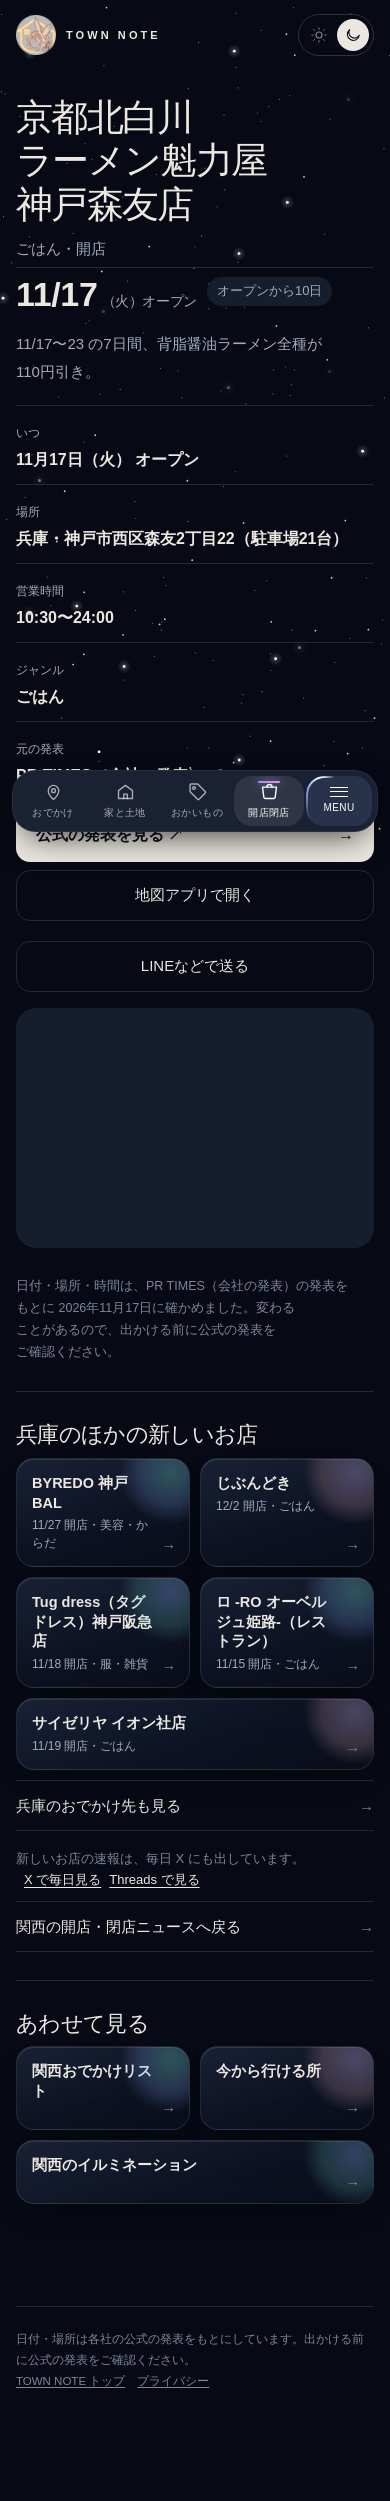 TOWN NOTE
京都北白川
ラーメン魁力屋
神戸森友店
ごはん・開店
11/17 （火）オープン オープンから10日
11/17〜23 の7日間、背脂醤油ラーメン全種が
110円引き。
いつ
11月17日（火） オープン
場所
兵庫・神戸市西区森友2丁目22（駐車場21台）
営業時間
10:30〜24:00
ジャンル
ごはん
元の発表
おでかけ
家と土地
おかいもの
開店閉店
MENU
公式の発表を見る ↗ →
地図アプリで開く
LINEなどで送る
日付・場所・時間は、PR TIMES（会社の発表）の発表を
もとに 2026年11月17日に確かめました。変わる
ことがあるので、出かける前に公式の発表を
ご確認ください。
兵庫のほかの新しいお店
BYREDO 神戸
BAL
11/27 開店・美容・か
らだ →
じぶんどき
12/2 開店・ごはん
→
Tug dress（タグ
ドレス）神戸阪急
店
11/18 開店・服・雑貨 →
ロ -RO オーベル
ジュ姫路-（レス
トラン）
11/15 開店・ごはん →
サイゼリヤ イオン社店
11/19 開店・ごはん →
兵庫のおでかけ先も見る →
新しいお店の速報は、毎日 X にも出しています。
X で毎日見る Threads で見る
関西の開店・閉店ニュースへ戻る →
あわせて見る
関西おでかけリス
ト
→
今から行ける所
→
関西のイルミネーション
→
日付・場所は各社の公式の発表をもとにしています。出かける前
に公式の発表をご確認ください。
TOWN NOTE トップ プライバシー